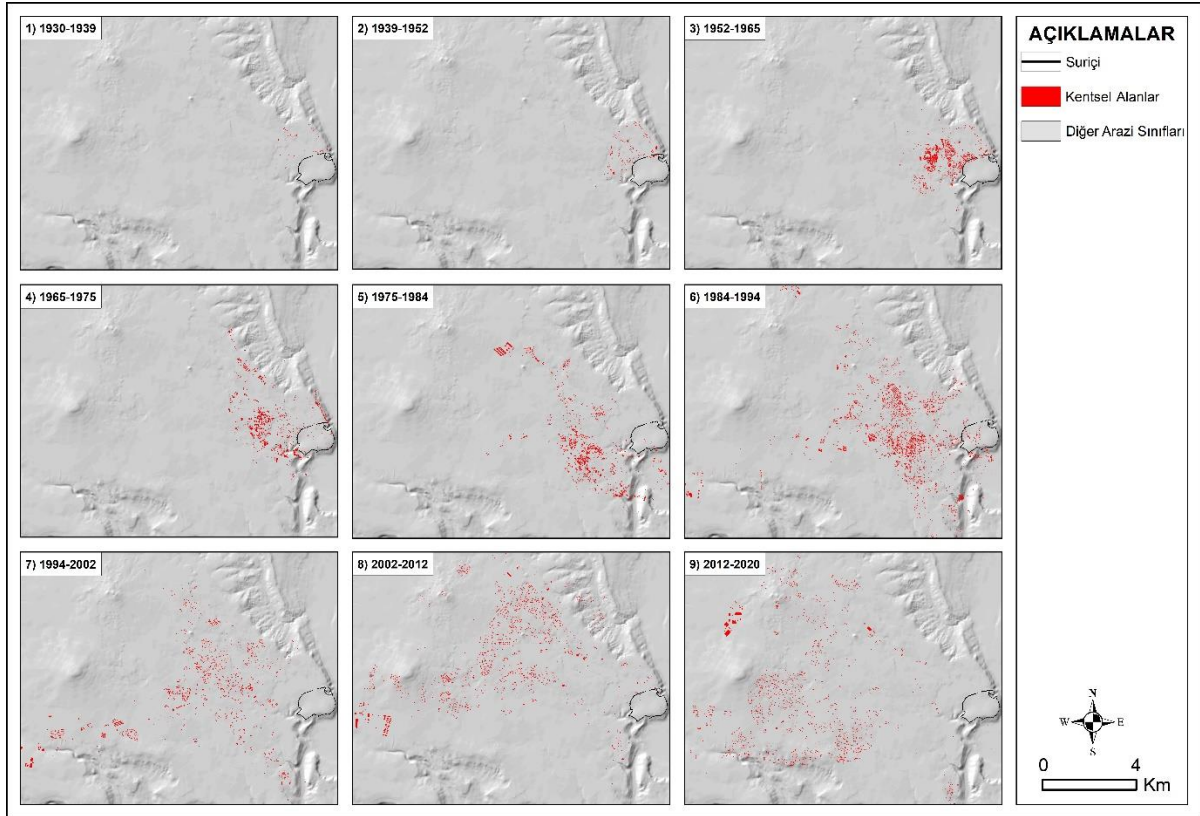 1) 1930-1939
2) 1939-1952
3) 1952-1965
4) 1965-1975
5) 1975-1984
6) 1984-1994
7) 1994-2002
8) 2002-2012
9) 2012-2020
AÇIKLAMALAR
Suriçi
Kentsel Alanlar
Diğer Arazi Sınıfları
N
W E
S
0 4
Km